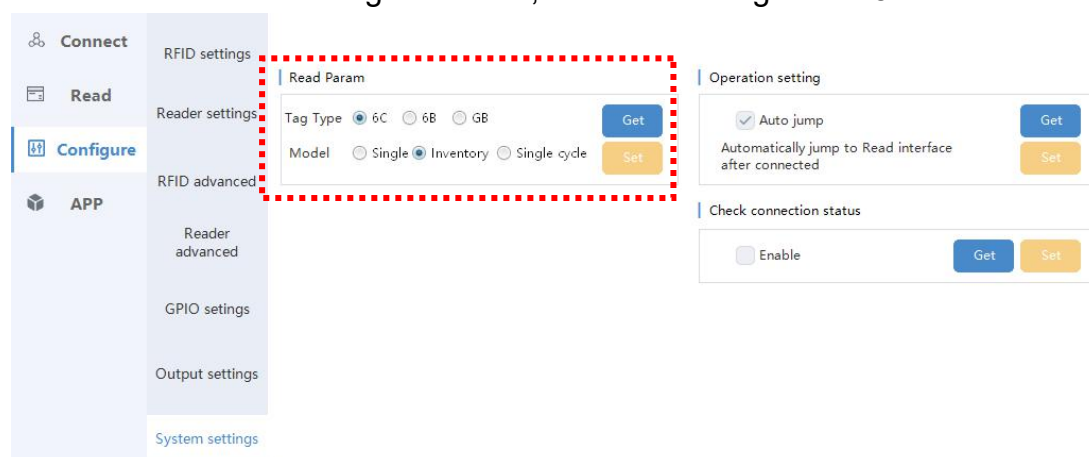 Connect
Read
Configure
APP
RFID settings
Reader settings
RFID advanced
Reader
advanced
GPIO setings
Output settings
System settings
Read Param
Tag Type 6C 6B GB
Get
Model Single Inventory Single cycle
Set
Operation setting
Auto jump
Get
Automatically jump to Read interface
after connected
Set
Check connection status
Enable
Get
Set